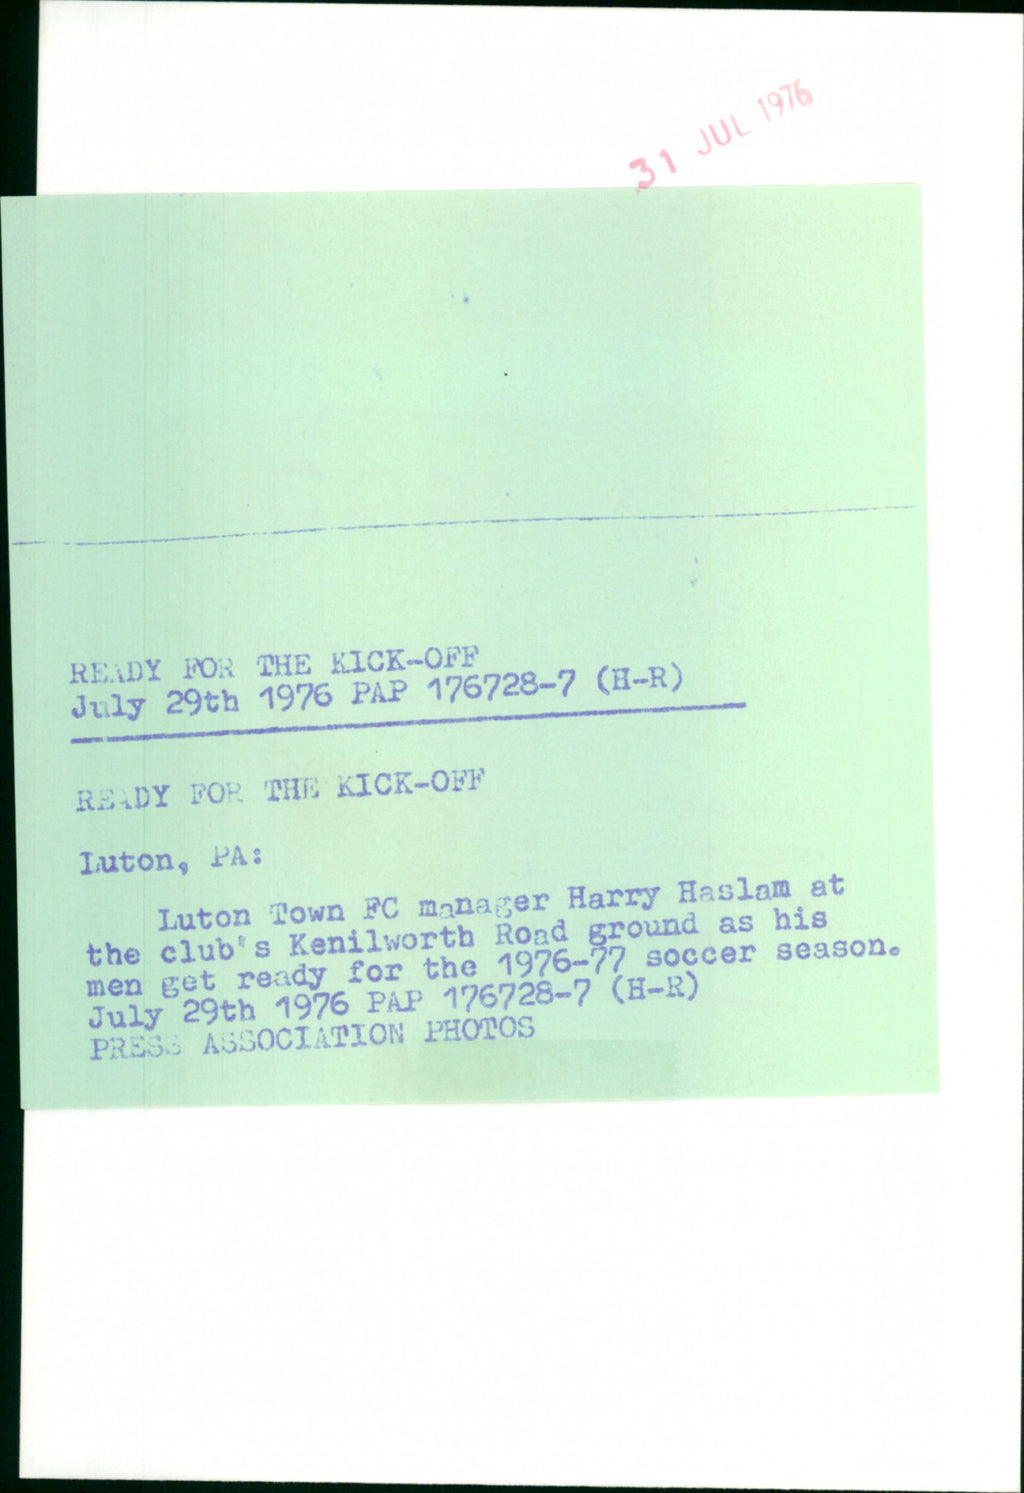 31 JUL 1976
READY FOR THE KICK-OFF
July 29th 1976 PAP 176728-7 (H-R)
READY FOR THE KICK-OFF
Luton, PA:
Luton Town FC manager Harry Haslam at
the club's Kenilworth Road ground as his
men get ready for the 1976-77 soccer season.
July 29th 1976 PAP 176728-7 (H-R)
PRESS ASSOCIATION PHOTOS